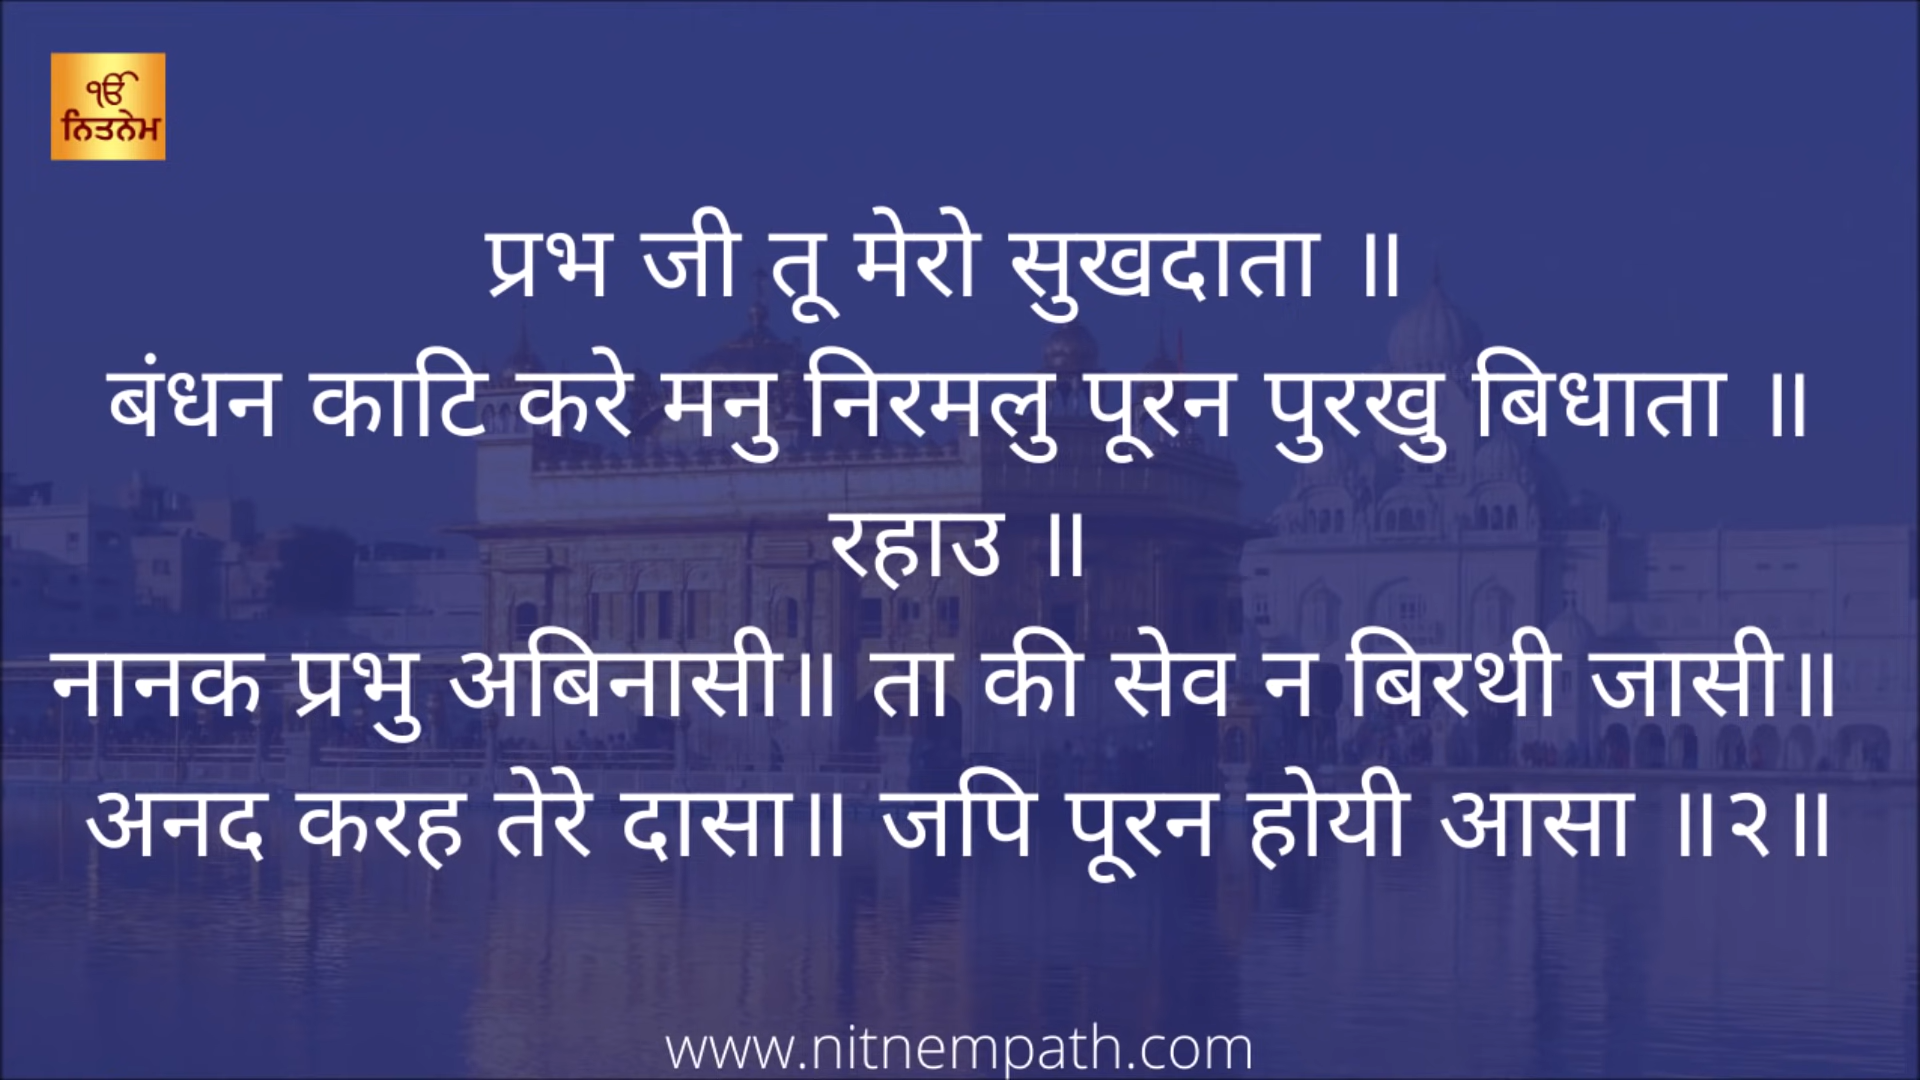 ੴ
ਨਿਤਨੇਮ
प्रभ जी तू मेरो सुखदाता ॥
बंधन काटि करे मनु निरमलु पूरन पुरखु बिधाता ॥
रहाउ ॥
नानक प्रभु अबिनासी॥ ता की सेव न बिरथी जासी॥
अनद करह तेरे दासा॥ जपि पूरन होयी आसा ॥२॥
www.nitnempath.com